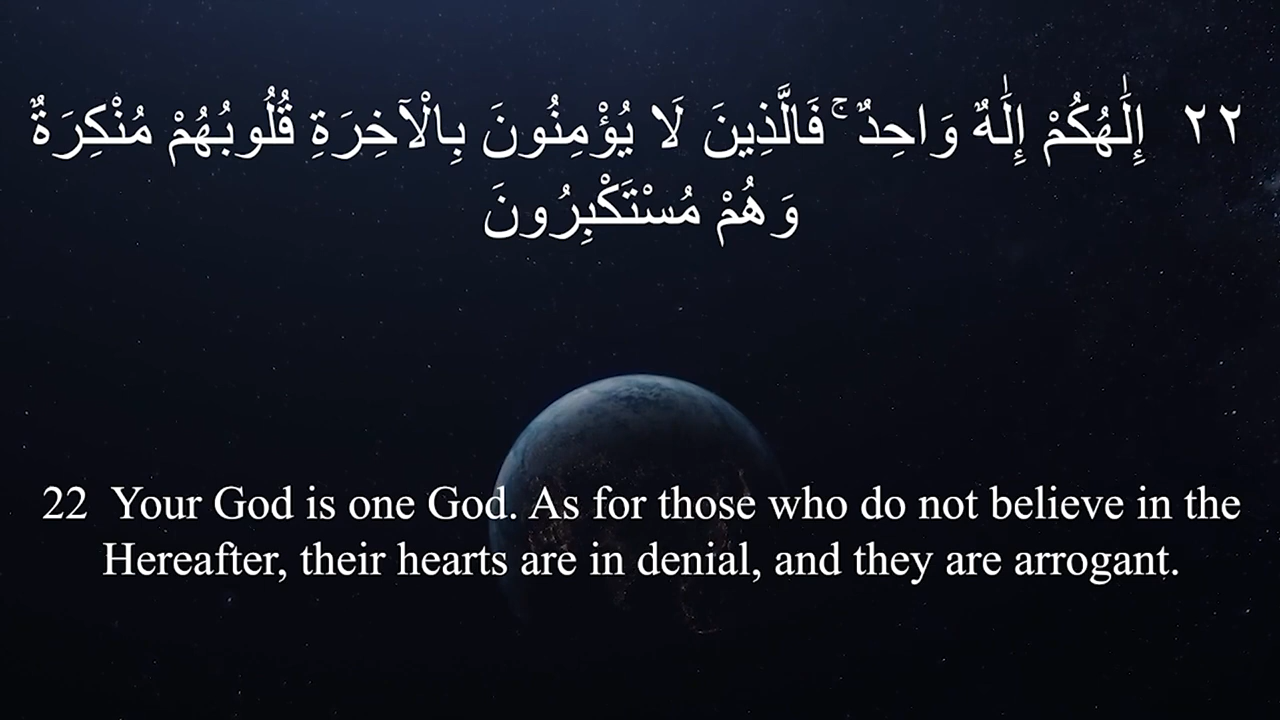 ٢٢ إِلَٰهُكُمْ إِلَٰهٌ وَاحِدٌ ۚ فَالَّذِينَ لَا يُؤْمِنُونَ بِالْآخِرَةِ قُلُوبُهُمْ مُنْكِرَةٌ
وَهُمْ مُسْتَكْبِرُونَ
22 Your God is one God. As for those who do not believe in the
Hereafter, their hearts are in denial, and they are arrogant.